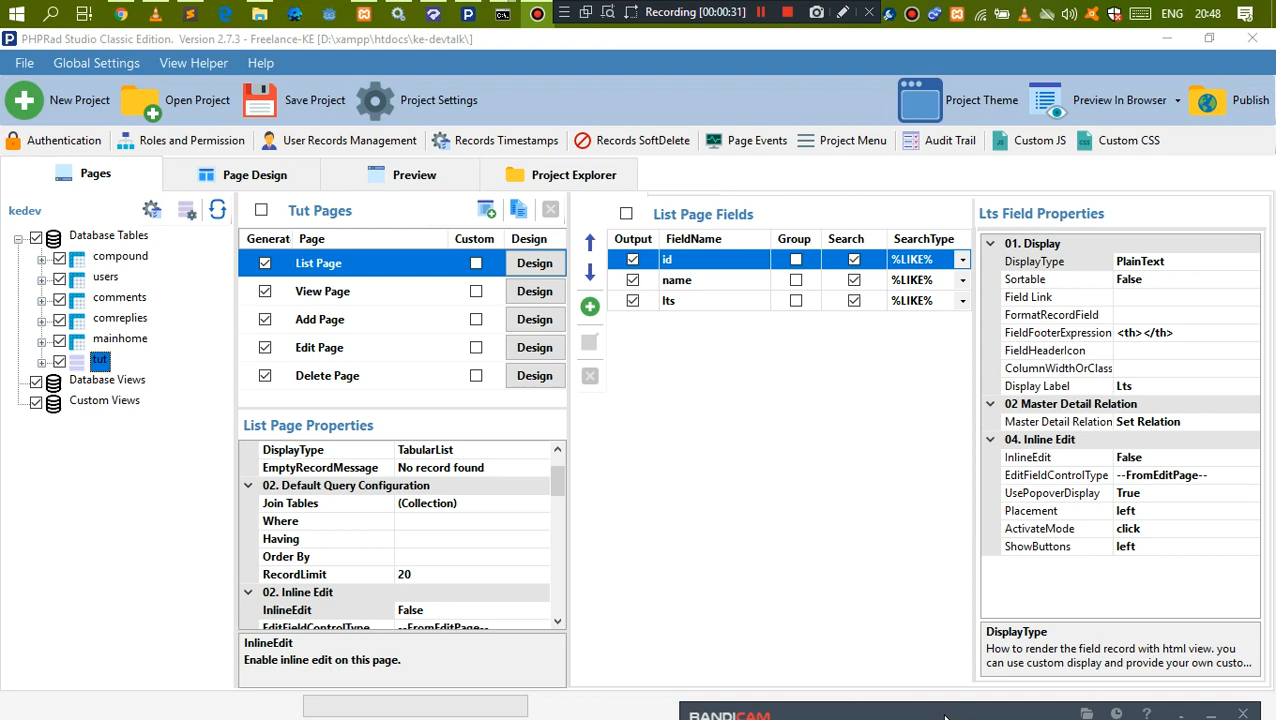 Recording [00:00:31]
ENG
20:48
PHPRad Studio Classic Edition. Version 2.7.3 - Freelance-KE [D:\xampp\htdocs\ke-devtalk\]
File Global Settings View Helper Help
New Project Open Project Save Project Project Settings Project Theme Preview In Browser Publish
Authentication Roles and Permission User Records Management Records Timestamps Records SoftDelete Page Events Project Menu Audit Trail Custom JS Custom CSS
Pages Page Design Preview Project Explorer
kedev
Database Tables
compound
users
comments
comreplies
mainhome
tut
Database Views
Custom Views
Tut Pages
Generat Page Custom Design
List Page Design
View Page Design
Add Page Design
Edit Page Design
Delete Page Design
List Page Properties
DisplayType TabularList
EmptyRecordMessage No record found
02. Default Query Configuration
Join Tables (Collection)
Where
Having
Order By
RecordLimit 20
02. Inline Edit
InlineEdit False
EditFieldControlType --FromEditPage--
InlineEdit
Enable inline edit on this page.
List Page Fields
Output FieldName Group Search SearchType
id %LIKE%
name %LIKE%
lts %LIKE%
Lts Field Properties
01. Display
DisplayType PlainText
Sortable False
Field Link
FormatRecordField
FieldFooterExpression <th></th>
FieldHeaderIcon
ColumnWidthOrClass
Display Label Lts
02 Master Detail Relation
Master Detail Relation Set Relation
04. Inline Edit
InlineEdit False
EditFieldControlType --FromEditPage--
UsePopoverDisplay True
Placement left
ActivateMode click
ShowButtons left
DisplayType
How to render the field record with html view. you
can use custom display and provide your own custo...
BANDICAM